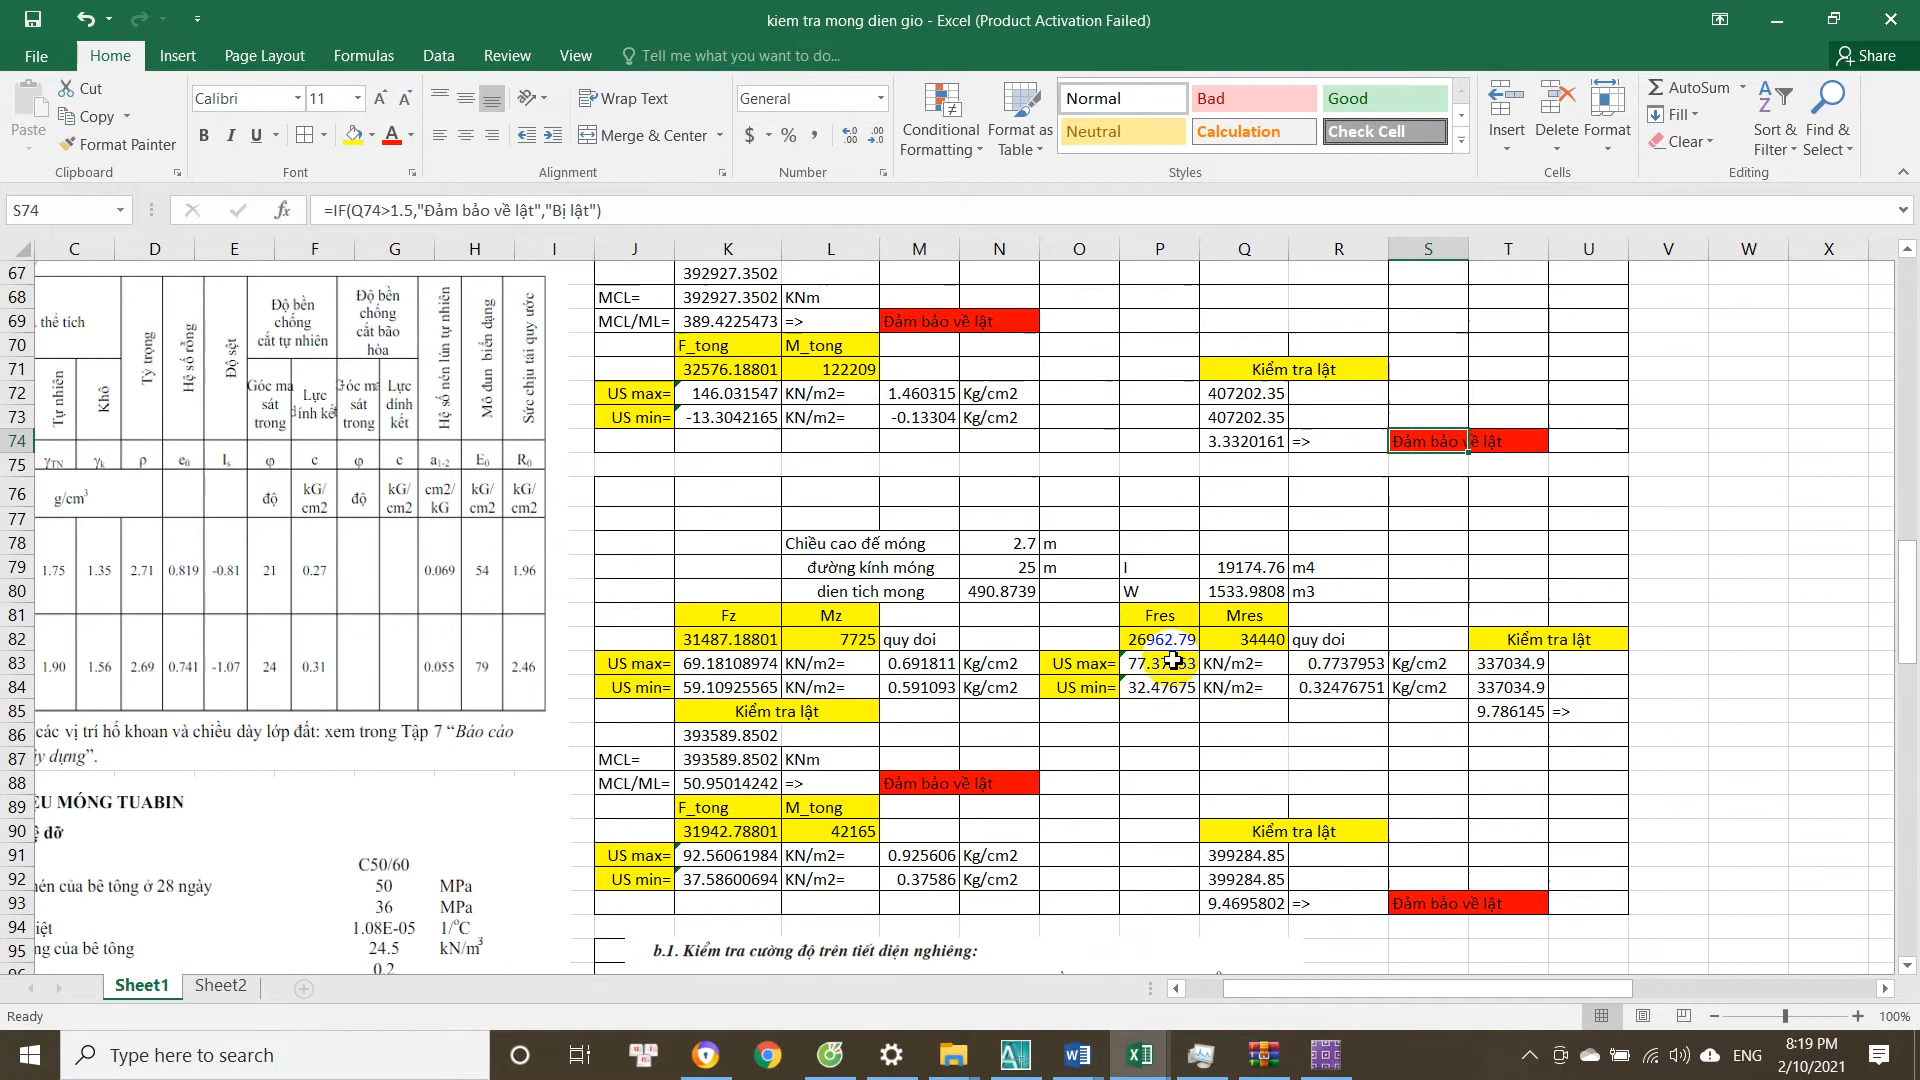 kiem tra mong dien gio - Excel (Product Activation Failed)
File Home Insert Page Layout Formulas Data Review View Tell me what you want to do... Share
Paste Cut Copy Format Painter Clipboard
Calibri 11 Font
Wrap Text Merge & Center Alignment
General Number
Conditional Formatting Format as Table
Normal Bad Good
Neutral Calculation Check Cell
Styles
Insert Delete Format Cells
AutoSum Fill Clear Sort & Filter Find & Select Editing
S74 fx =IF(Q74>1.5,"Đảm bảo về lật","Bị lật")
C D E F G H I J K L M N O P Q R S T U V W X
67 392927.3502
68 MCL= 392927.3502 KNm
69 MCL/ML= 389.4225473 => Đảm bảo về lật
70 F_tong M_tong
71 32576.18801 122209 Kiểm tra lật
72 US max= 146.031547 KN/m2= 1.460315 Kg/cm2 407202.35
73 US min= -13.3042165 KN/m2= -0.13304 Kg/cm2 407202.35
74 3.3320161 => Đảm bảo về lật
75
76
77
78 Chiều cao đế móng 2.7 m
79 đường kính móng 25 m I 19174.76 m4
80 dien tich mong 490.8739 W 1533.9808 m3
81 Fz Mz Fres Mres
82 31487.18801 7725 quy doi 26962.79 34440 quy doi Kiểm tra lật
83 US max= 69.18108974 KN/m2= 0.691811 Kg/cm2 US max= KN/m2= 0.7737953 Kg/cm2 337034.9
84 US min= 59.10925565 KN/m2= 0.591093 Kg/cm2 US min= 32.47675 KN/m2= 0.32476751 Kg/cm2 337034.9
85 Kiểm tra lật 9.786145 =>
86 393589.8502
87 MCL= 393589.8502 KNm
88 MCL/ML= 50.95014242 => Đảm bảo về lật
89 F_tong M_tong
90 31942.78801 42165 Kiểm tra lật
91 US max= 92.56061984 KN/m2= 0.925606 Kg/cm2 399284.85
92 US min= 37.58600694 KN/m2= 0.37586 Kg/cm2 399284.85
93 9.4695802 => Đảm bảo về lật
94
95 b.1. Kiểm tra cường độ trên tiết diện nghiêng:
thể tích
Tự nhiên
Khô
Tỷ trọng
Hệ số rỗng
Độ sệt
Độ bền chống cắt tự nhiên
Độ bền chống cắt bão hòa
Góc ma sát trong
Lực dính kết
Góc ma sát trong
Lực dính kết
Hệ số nén lún tự nhiên
Mô đun biến dạng
Sức chịu tải quy ước
γTN γk ρ e0 Is φ c φ c a1-2 E0 R0
g/cm3 độ kG/cm2 độ kG/cm2 cm2/kG kG/cm2 kG/cm2
1.75 1.35 2.71 0.819 -0.81 21 0.27 0.069 54 1.96
1.90 1.56 2.69 0.741 -1.07 24 0.31 0.055 79 2.46
các vị trí hố khoan và chiều dày lớp đất: xem trong Tập 7 “Báo cáo
ây dựng”.
ỆU MÓNG TUABIN
ệ đỡ
C50/60
nén của bê tông ở 28 ngày 50 MPa
36 MPa
iệt 1.08E-05 1/°C
ng của bê tông 24.5 kN/m3
0.2
Sheet1 Sheet2
Ready 100%
Type here to search
ENG 8:19 PM
2/10/2021